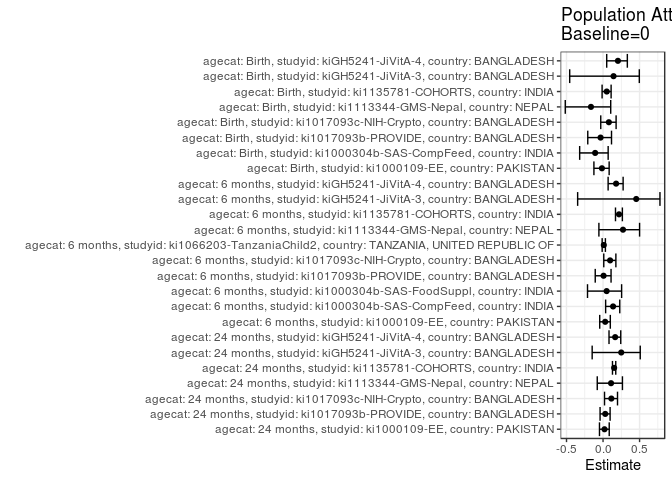 Population Att
Baseline=0
agecat: Birth, studyid: kiGH5241-JiVitA-4, country: BANGLADESH
agecat: Birth, studyid: kiGH5241-JiVitA-3, country: BANGLADESH
agecat: Birth, studyid: ki1135781-COHORTS, country: INDIA
agecat: Birth, studyid: ki1113344-GMS-Nepal, country: NEPAL
agecat: Birth, studyid: ki1017093c-NIH-Crypto, country: BANGLADESH
agecat: Birth, studyid: ki1017093b-PROVIDE, country: BANGLADESH
agecat: Birth, studyid: ki1000304b-SAS-CompFeed, country: INDIA
agecat: Birth, studyid: ki1000109-EE, country: PAKISTAN
agecat: 6 months, studyid: kiGH5241-JiVitA-4, country: BANGLADESH
agecat: 6 months, studyid: kiGH5241-JiVitA-3, country: BANGLADESH
agecat: 6 months, studyid: ki1135781-COHORTS, country: INDIA
agecat: 6 months, studyid: ki1113344-GMS-Nepal, country: NEPAL
agecat: 6 months, studyid: ki1066203-TanzaniaChild2, country: TANZANIA, UNITED REPUBLIC OF
agecat: 6 months, studyid: ki1017093c-NIH-Crypto, country: BANGLADESH
agecat: 6 months, studyid: ki1017093b-PROVIDE, country: BANGLADESH
agecat: 6 months, studyid: ki1000304b-SAS-FoodSuppl, country: INDIA
agecat: 6 months, studyid: ki1000304b-SAS-CompFeed, country: INDIA
agecat: 6 months, studyid: ki1000109-EE, country: PAKISTAN
agecat: 24 months, studyid: kiGH5241-JiVitA-4, country: BANGLADESH
agecat: 24 months, studyid: kiGH5241-JiVitA-3, country: BANGLADESH
agecat: 24 months, studyid: ki1135781-COHORTS, country: INDIA
agecat: 24 months, studyid: ki1113344-GMS-Nepal, country: NEPAL
agecat: 24 months, studyid: ki1017093c-NIH-Crypto, country: BANGLADESH
agecat: 24 months, studyid: ki1017093b-PROVIDE, country: BANGLADESH
agecat: 24 months, studyid: ki1000109-EE, country: PAKISTAN
-0.5 0.0 0.5
Estimate